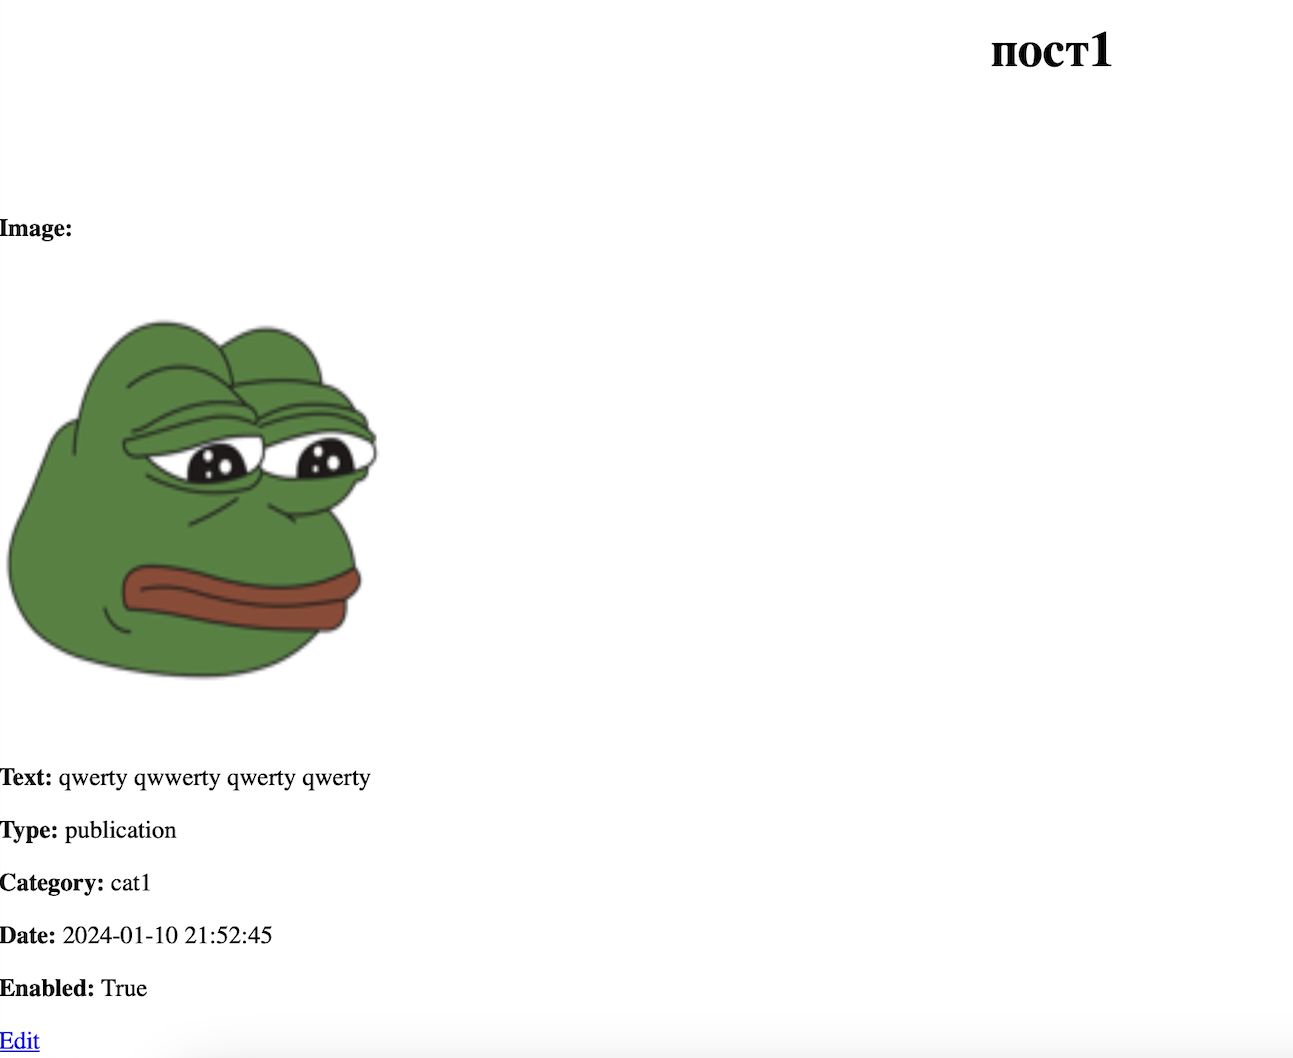 пост1
Image:
Text: qwerty qwwerty qwerty qwerty
Type: publication
Category: cat1
Date: 2024-01-10 21:52:45
Enabled: True
Edit